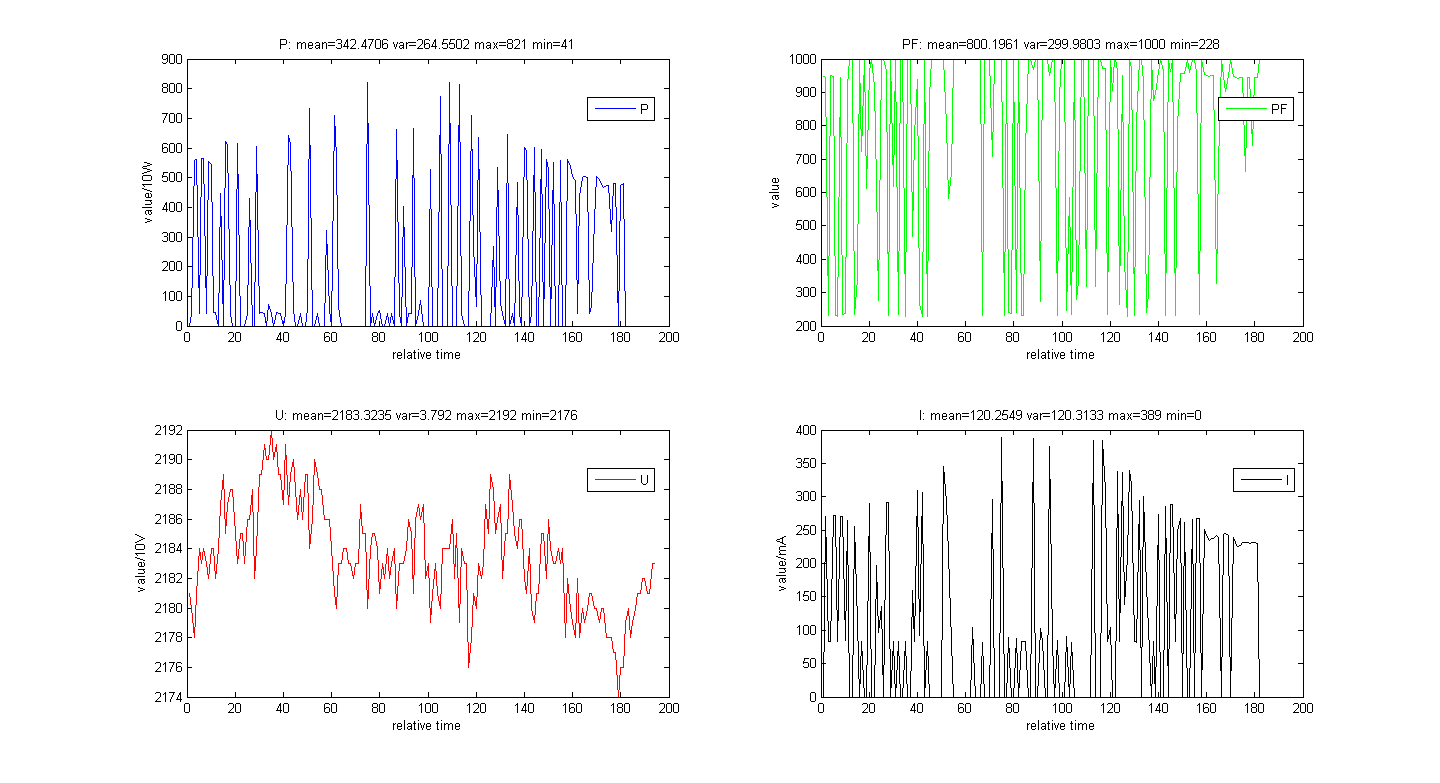 P: mean=342.4706 var=264.5502 max=821 min=41
900
800
700
600
500
400
300
200
100
0
value/10W
0 20 40 60 80 100 120 140 160 180 200
relative time
P
PF: mean=800.1961 var=299.9803 max=1000 min=228
1000
900
800
700
600
500
400
300
200
value
0 20 40 60 80 100 120 140 160 180 200
relative time
PF
U: mean=2183.3235 var=3.792 max=2192 min=2176
2192
2190
2188
2186
2184
2182
2180
2178
2176
2174
value/10V
0 20 40 60 80 100 120 140 160 180 200
relative time
U
I: mean=120.2549 var=120.3133 max=389 min=0
400
350
300
250
200
150
100
50
0
value/mA
0 20 40 60 80 100 120 140 160 180 200
relative time
I